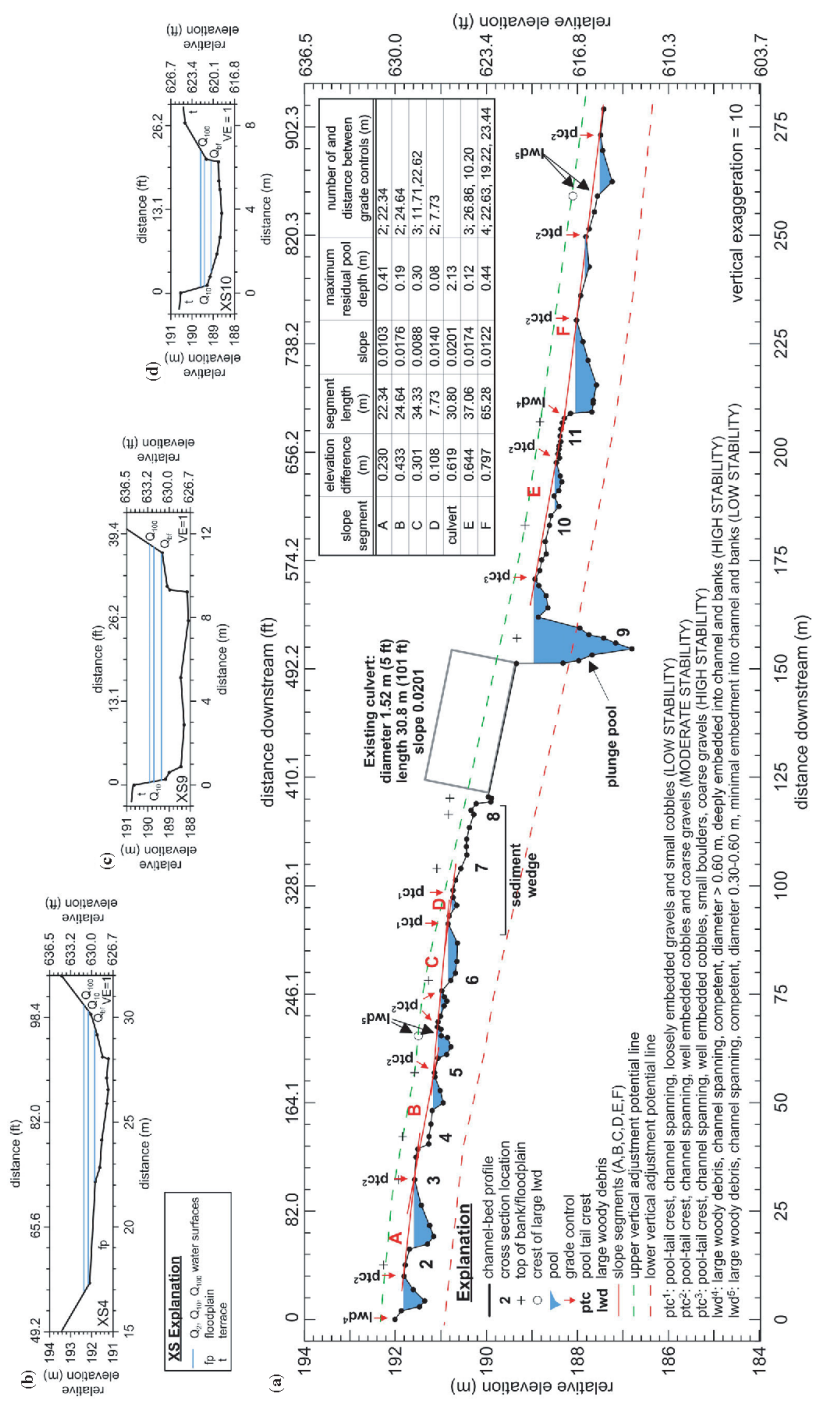 (b)
distance (ft)
49.2 65.6 82.0 98.4
194 193 192 191
relative elevation (m)
636.5 633.2 630.0 626.7
relative elevation (ft)
XS4
fp
Q100
Q10
Qbf
VE=1
15 20 25 30
distance (m)
XS Explanation
Q2, Q10, Q100 water surfaces
fp floodplain
t terrace
(c)
distance (ft)
0 13.1 26.2 39.4
191 190 189 188
relative elevation (m)
636.5 633.2 630.0 626.7
relative elevation (ft)
t
Q10
XS9
Q100
Qbf
VE=1
0 4 8 12
distance (m)
(d)
distance (ft)
0 13.1 26.2
191 190 189 188
relative elevation (m)
626.7 623.4 620.1 616.8
relative elevation (ft)
t
Q10
XS10
t
Q100
Qbf
VE = 1
0 4 8
distance (m)
(a)
distance downstream (ft)
0 82.0 164.1 246.1 328.1 410.1 492.2 574.2 656.2 738.2 820.3 902.3
194 192 190 188 186 184
relative elevation (m)
636.5 630.0 623.4 616.8 610.3 603.7
relative elevation (ft)
slope segment elevation difference (m) segment length (m) slope maximum residual pool depth (m) number of and distance between grade controls (m)
A 0.230 22.34 0.0103 0.41 2; 22.34
B 0.433 24.64 0.0176 0.19 2; 24.64
C 0.301 34.33 0.0088 0.30 3; 11.71,22.62
D 0.108 7.73 0.0140 0.08 2; 7.73
culvert 0.619 30.80 0.0201 2.13
E 0.644 37.06 0.0174 0.12 3; 26.86, 10.20
F 0.797 65.28 0.0122 0.44 4; 22.63, 19.22, 23.44
Existing culvert:
diameter 1.52 m (5 ft)
length 30.8 m (101 ft)
slope 0.0201
lwd4 ptc2 ptc2 ptc2 lwd5 ptc2 ptc1 ptc1 ptc3 ptc2 lwd4 ptc2 ptc2 lwd5 ptc2
A B C D E F
2 3 4 5 6 7 8 9 10 11
sediment
wedge
plunge pool
vertical exaggeration = 10
Explanation
channel-bed profile
2 cross section location
+ top of bank/floodplain
crest of large lwd
pool
grade control
ptc pool tail crest
lwd large woody debris
slope segments (A,B,C,D,E,F)
upper vertical adjustment potential line
lower vertical adjustment potential line
ptc1: pool-tail crest, channel spanning, loosely embedded gravels and small cobbles (LOW STABILITY)
ptc2: pool-tail crest, channel spanning, well embedded cobbles and coarse gravels (MODERATE STABILITY)
ptc3: pool-tail crest, channel spanning, well embedded cobbles, small boulders, coarse gravels (HIGH STABILITY)
lwd4: large woody debris, channel spanning, competent, diameter > 0.60 m, deeply embedded into channel and banks (HIGH STABILITY)
lwd5: large woody debris, channel spanning, competent, diameter 0.30-0.60 m, minimal embedment into channel and banks (LOW STABILITY)
0 25 50 75 100 125 150 175 200 225 250 275
distance downstream (m)